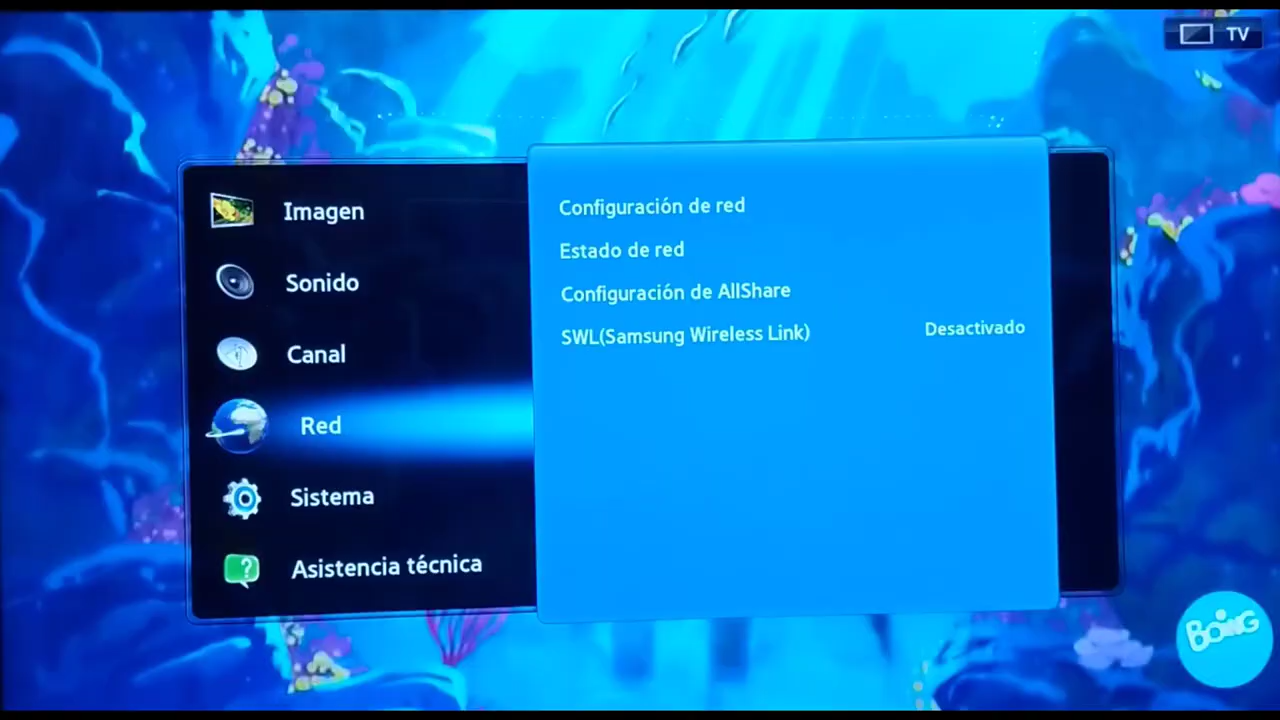 TV
Imagen
Sonido
Canal
Red
Sistema
Asistencia técnica
Configuración de red
Estado de red
Configuración de AllShare
SWL(Samsung Wireless Link) Desactivado
BOING